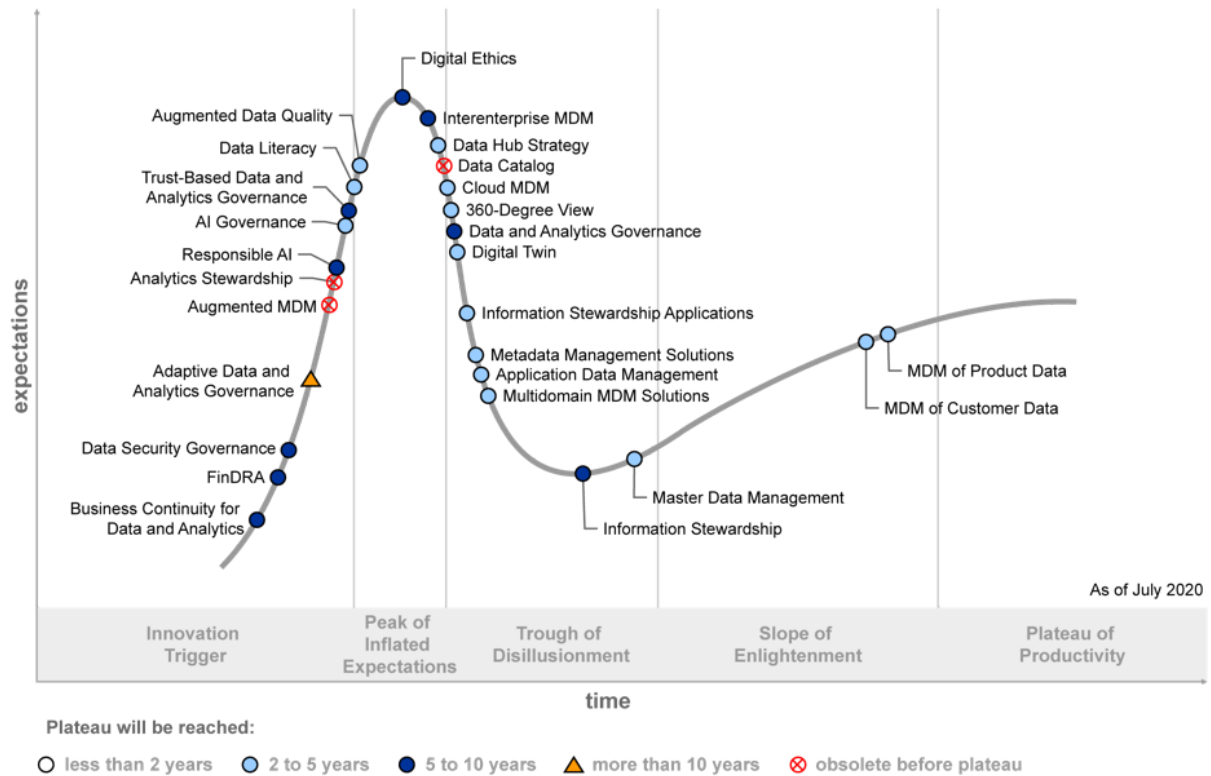 expectations
Digital Ethics
Augmented Data Quality
Interenterprise MDM
Data Literacy
Data Hub Strategy
Trust-Based Data and
Analytics Governance
Data Catalog
AI Governance
Cloud MDM
Responsible AI
360-Degree View
Analytics Stewardship
Data and Analytics Governance
Augmented MDM
Digital Twin
Adaptive Data and
Analytics Governance
Information Stewardship Applications
Data Security Governance
Metadata Management Solutions
FinDRA
Application Data Management
Business Continuity for
Data and Analytics
Multidomain MDM Solutions
Master Data Management
Information Stewardship
MDM of Product Data
MDM of Customer Data
As of July 2020
Innovation
Trigger
Peak of
Inflated
Expectations
Trough of
Disillusionment
Slope of
Enlightenment
Plateau of
Productivity
time
Plateau will be reached:
less than 2 years
2 to 5 years
5 to 10 years
more than 10 years
obsolete before plateau